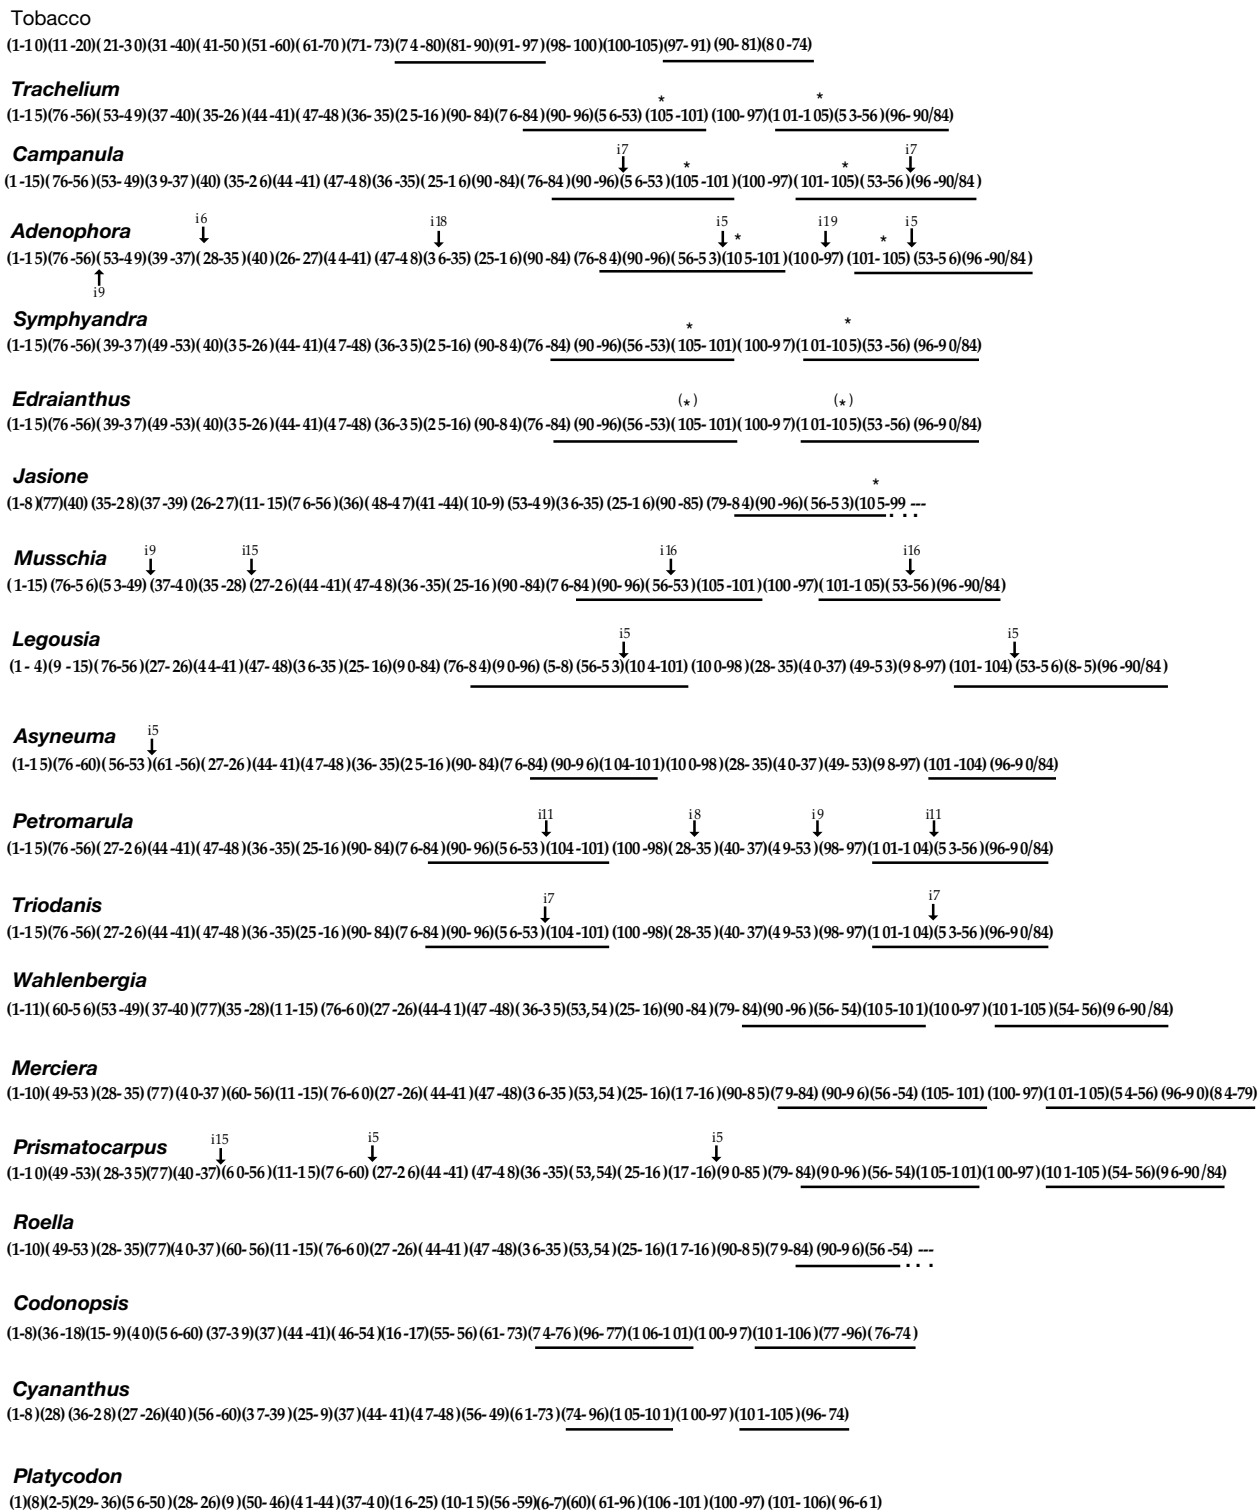 Tobacco
(1-10)(11-20)(21-30)(31-40)(41-50)(51-60)(61-70)(71-73)(74-80)(81-90)(91-97)(98-100)(100-105)(97-91)(90-81)(80-74)
Trachelium
* *
(1-15)(76-56)(53-49)(37-40)(35-26)(44-41)(47-48)(36-35)(25-16)(90-84)(76-84)(90-96)(56-53)(105-101)(100-97)(101-105)(53-56)(96-90/84)
Campanula
i7 i7
* *
(1-15)(76-56)(53-49)(39-37)(40)(35-26)(44-41)(47-48)(36-35)(25-16)(90-84)(76-84)(90-96)(56-53)(105-101)(100-97)(101-105)(53-56)(96-90/84)
i6 i18 i5 i19 i5
Adenophora
* *
(1-15)(76-56)(53-49)(39-37)(28-35)(40)(26-27)(44-41)(47-48)(36-35)(25-16)(90-84)(76-84)(90-96)(56-53)(105-101)(100-97)(101-105)(53-56)(96-90/84)
i9
Symphyandra
* *
(1-15)(76-56)(39-37)(49-53)(40)(35-26)(44-41)(47-48)(36-35)(25-16)(90-84)(76-84)(90-96)(56-53)(105-101)(100-97)(101-105)(53-56)(96-90/84)
Edraianthus
(*) (*)
(1-15)(76-56)(39-37)(49-53)(40)(35-26)(44-41)(47-48)(36-35)(25-16)(90-84)(76-84)(90-96)(56-53)(105-101)(100-97)(101-105)(53-56)(96-90/84)
Jasione
*
(1-8)(77)(40)(35-28)(37-39)(26-27)(11-15)(76-56)(36)(48-47)(41-44)(10-9)(53-49)(36-35)(25-16)(90-85)(79-84)(90-96)(56-53)(105-99 ---
Musschia
i9 i15 i16 i16
(1-15)(76-56)(53-49)(37-40)(35-28)(27-26)(44-41)(47-48)(36-35)(25-16)(90-84)(76-84)(90-96)(56-53)(105-101)(100-97)(101-105)(53-56)(96-90/84)
Legousia
i5 i5
(1-4)(9-15)(76-56)(27-26)(44-41)(47-48)(36-35)(25-16)(90-84)(76-84)(90-96)(5-8)(56-53)(104-101)(100-98)(28-35)(40-37)(49-53)(98-97)(101-104)(53-56)(8-5)(96-90/84)
Asyneuma
i5
(1-15)(76-60)(56-53)(61-56)(27-26)(44-41)(47-48)(36-35)(25-16)(90-84)(76-84)(90-96)(104-101)(100-98)(28-35)(40-37)(49-53)(98-97)(101-104)(96-90/84)
Petromarula
i11 i8 i9 i11
(1-15)(76-56)(27-26)(44-41)(47-48)(36-35)(25-16)(90-84)(76-84)(90-96)(56-53)(104-101)(100-98)(28-35)(40-37)(49-53)(98-97)(101-104)(53-56)(96-90/84)
Triodanis
i7 i7
(1-15)(76-56)(27-26)(44-41)(47-48)(36-35)(25-16)(90-84)(76-84)(90-96)(56-53)(104-101)(100-98)(28-35)(40-37)(49-53)(98-97)(101-104)(53-56)(96-90/84)
Wahlenbergia
(1-11)(60-56)(53-49)(37-40)(77)(35-28)(11-15)(76-60)(27-26)(44-41)(47-48)(36-35)(53,54)(25-16)(90-84)(79-84)(90-96)(56-54)(105-101)(100-97)(101-105)(54-56)(96-90/84)
Merciera
(1-10)(49-53)(28-35)(77)(40-37)(60-56)(11-15)(76-60)(27-26)(44-41)(47-48)(36-35)(53,54)(25-16)(17-16)(90-85)(79-84)(90-96)(56-54)(105-101)(100-97)(101-105)(54-56)(96-90)(84-79)
Prismatocarpus
i15 i5 i5
(1-10)(49-53)(28-35)(77)(40-37)(60-56)(11-15)(76-60)(27-26)(44-41)(47-48)(36-35)(53,54)(25-16)(17-16)(90-85)(79-84)(90-96)(56-54)(105-101)(100-97)(101-105)(54-56)(96-90/84)
Roella
(1-10)(49-53)(28-35)(77)(40-37)(60-56)(11-15)(76-60)(27-26)(44-41)(47-48)(36-35)(53,54)(25-16)(17-16)(90-85)(79-84)(90-96)(56-54) ---
Codonopsis
(1-8)(36-18)(15-9)(40)(56-60)(37-39)(37)(44-41)(46-54)(16-17)(55-56)(61-73)(74-76)(96-77)(106-101)(100-97)(101-106)(77-96)(76-74)
Cyananthus
(1-8)(28)(36-28)(27-26)(40)(56-60)(37-39)(25-9)(37)(44-41)(47-48)(56-49)(61-73)(74-96)(105-101)(100-97)(101-105)(96-74)
Platycodon
(1)(8)(2-5)(29-36)(56-50)(28-26)(9)(50-46)(41-44)(37-40)(16-25)(10-15)(56-59)(6-7)(60)(61-96)(106-101)(100-97)(101-106)(96-61)